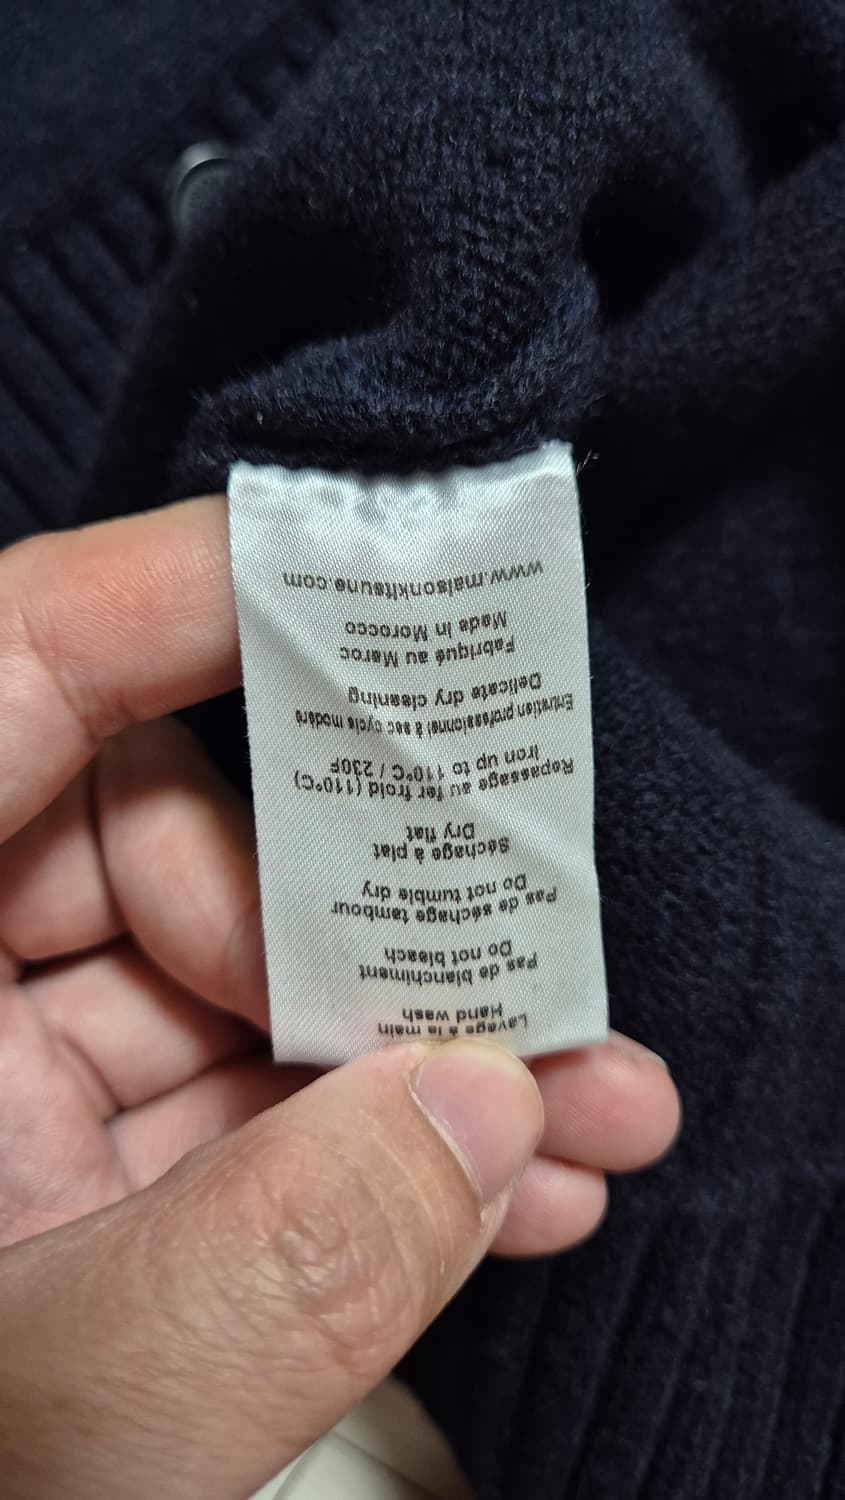 Lavage à la main
Hand wash
Pas de blanchiment
Do not bleach
Pas de séchage tambour
Do not tumble dry
Séchage à plat
Dry flat
Repassage au fer froid (110°C)
Iron up to 110°C / 230F
Entretien professionnel à sec cycle modéré
Delicate dry cleaning
Fabriqué au Maroc
Made in Morocco
www.maisonkitsune.com